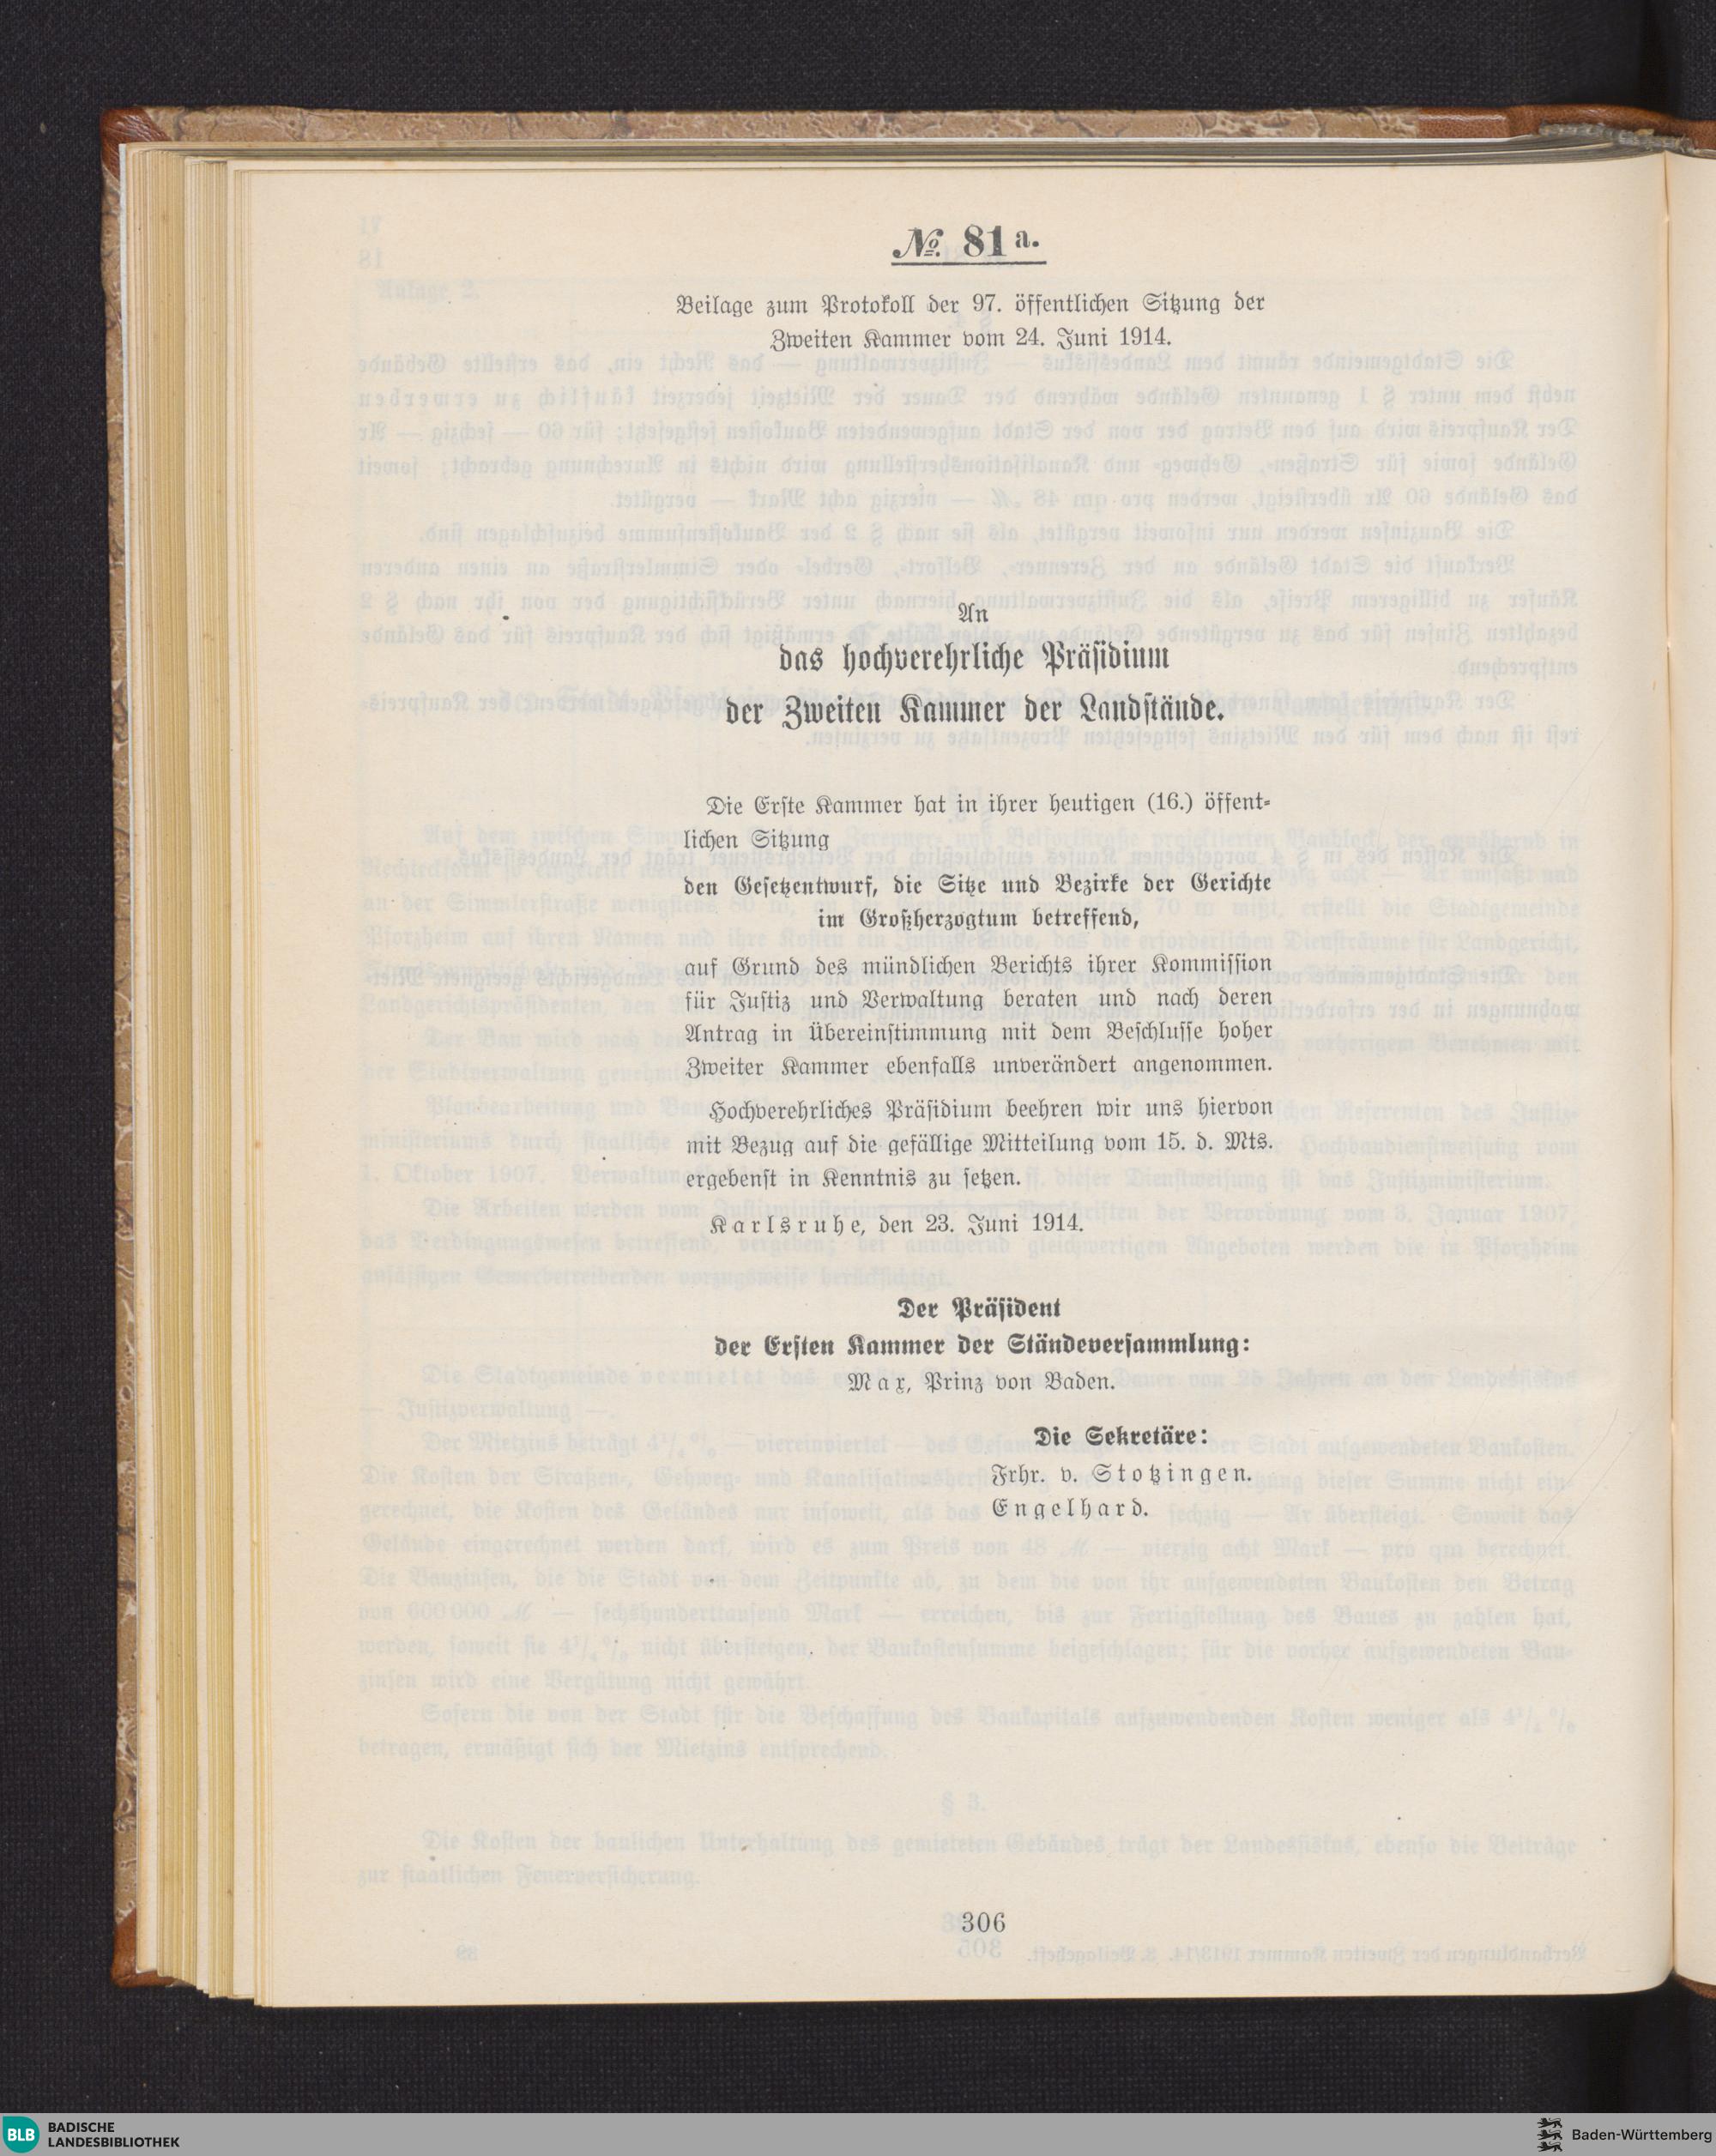 № 81 a.
Beilage zum Protokoll der 97. öffentlichen Sitzung der
Zweiten Kammer vom 24. Juni 1914.
An
das hochverehrliche Präsidium
der Zweiten Kammer der Landstände.
Die Erste Kammer hat in ihrer heutigen (16.) öffent-
lichen Sitzung
den Gesetzentwurf, die Sitze und Bezirke der Gerichte
im Großherzogtum betreffend,
auf Grund des mündlichen Berichts ihrer Kommission
für Justiz und Verwaltung beraten und nach deren
Antrag in Übereinstimmung mit dem Beschlusse hoher
Zweiter Kammer ebenfalls unverändert angenommen.
Hochverehrliches Präsidium beehren wir uns hiervon
mit Bezug auf die gefällige Mitteilung vom 15. d. Mts.
ergebenst in Kenntnis zu setzen.
Karlsruhe, den 23. Juni 1914.
Der Präsident
der Ersten Kammer der Ständeversammlung:
Max, Prinz von Baden.
Die Sekretäre:
Frhr. v. Stotzingen.
Engelhard.
306
BLB BADISCHE
LANDESBIBLIOTHEK
Baden-Württemberg